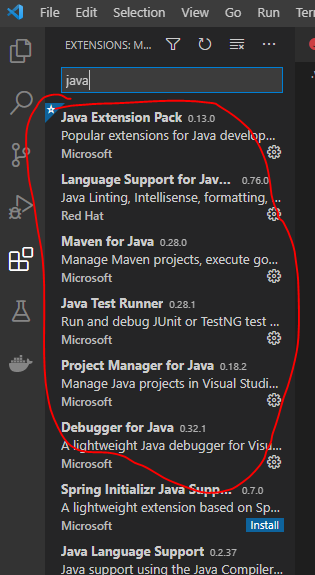 File Edit Selection View Go Run
EXTENSIONS: M...
java
Java Extension Pack 0.13.0
Popular extensions for Java develop...
Microsoft
Language Support for Jav... 0.76.0
Java Linting, Intellisense, formatting, ...
Red Hat
Maven for Java 0.28.0
Manage Maven projects, execute go...
Microsoft
Java Test Runner 0.28.1
Run and debug JUnit or TestNG test ...
Microsoft
Project Manager for Java 0.18.2
Manage Java projects in Visual Studi...
Microsoft
Debugger for Java 0.32.1
A lightweight Java debugger for Visu...
Microsoft
Spring Initializr Java Supp... 0.7.0
A lightweight extension based on Sp...
Microsoft Install
Java Language Support 0.2.37
Java support using the Java Compiler...